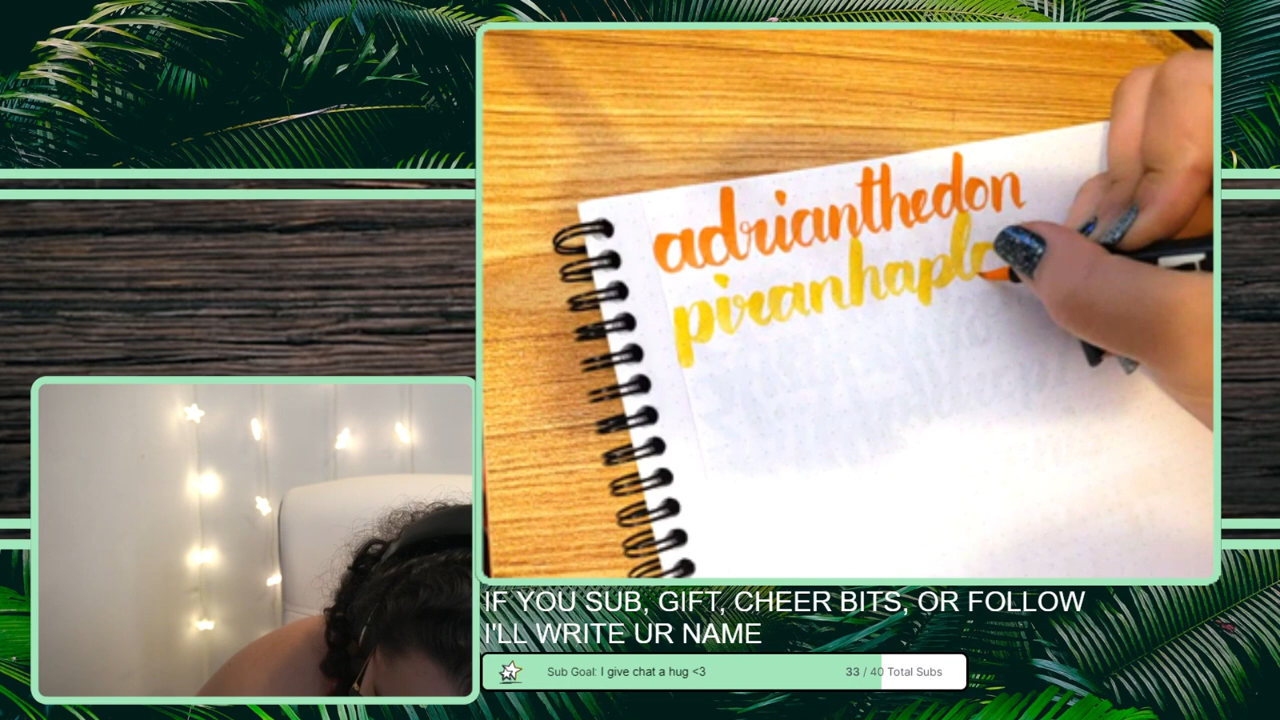 adrianthedon
piranhapla
IF YOU SUB, GIFT, CHEER BITS, OR FOLLOW
I'LL WRITE UR NAME
Sub Goal: I give chat a hug <3 33 / 40 Total Subs